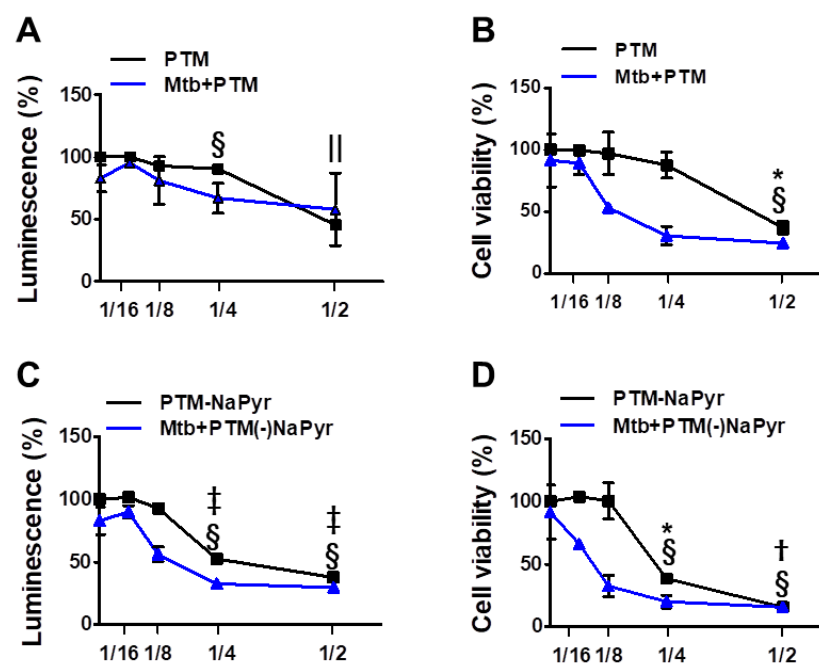 A
PTM
Mtb+PTM
Luminescence (%)
150
100
50
0
§
||
1/16 1/8 1/4 1/2
B
PTM
Mtb+PTM
Cell viability (%)
150
100
50
0
*
§
1/16 1/8 1/4 1/2
C
PTM-NaPyr
Mtb+PTM(-)NaPyr
Luminescence (%)
150
100
50
0
‡
§
‡
§
1/16 1/8 1/4 1/2
D
PTM-NaPyr
Mtb+PTM(-)NaPyr
Cell viability (%)
150
100
50
0
*
§
†
§
1/16 1/8 1/4 1/2